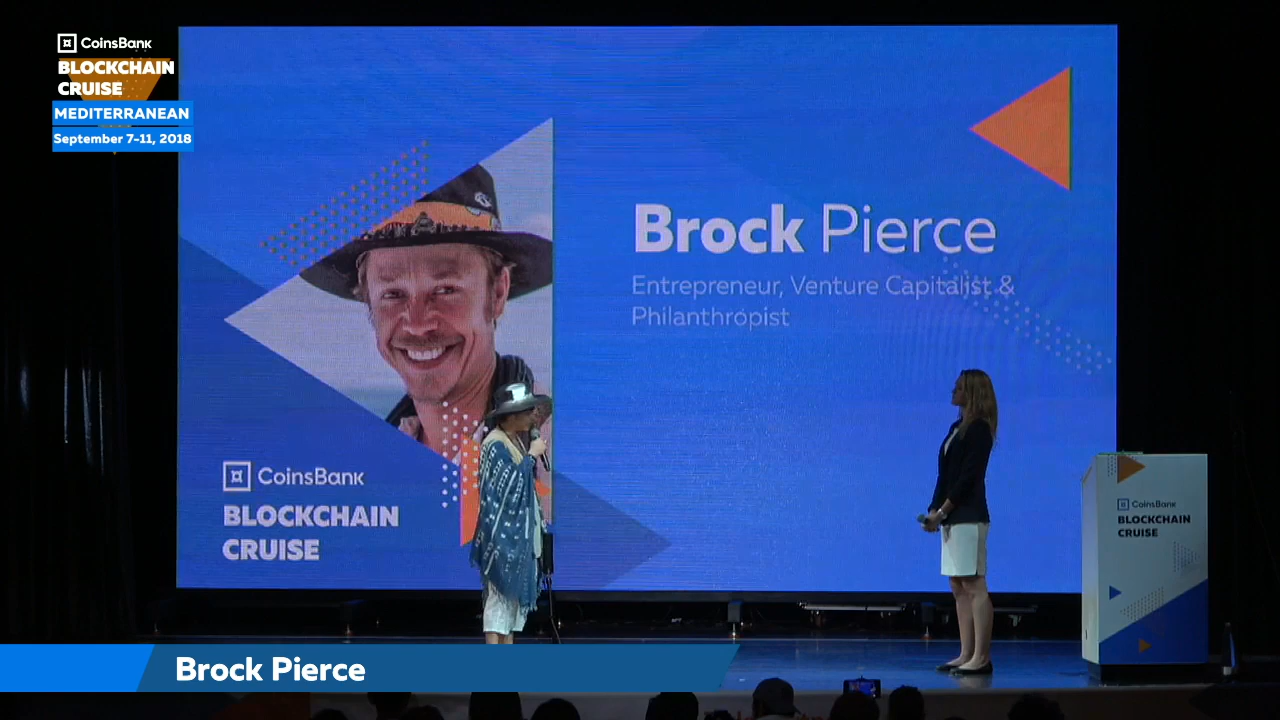 CoinsBank
BLOCKCHAIN
CRUISE
MEDITERRANEAN
September 7-11, 2018
Brock Pierce
Entrepreneur, Venture Capitalist &
Philanthropist
CoinsBank
BLOCKCHAIN
CRUISE
CoinsBank
BLOCKCHAIN
CRUISE
Brock Pierce